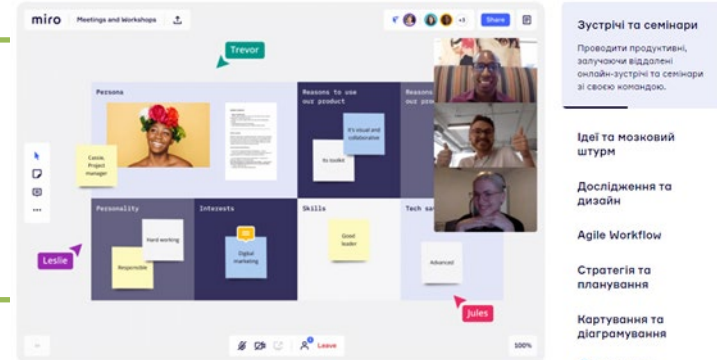 miro Meetings and Workshops +3 Share
Trevor
Persona
Reasons to use
our product
Cassie,
Project
manager
It's visual and
collaborative
Its toolkit
Personality
Interests
Skills
Hard working
Responsible
Digital
marketing
Good
leader
Advanced
Leslie
Jules
Leave
100%
Зустрічі та семінари
Проводити продуктивні,
залучаючи віддалені
онлайн-зустрічі та семінари
зі своєю командою.
Ідеї та мозковий
штурм
Дослідження та
дизайн
Agile Workflow
Стратегія та
планування
Картування та
діаграмування